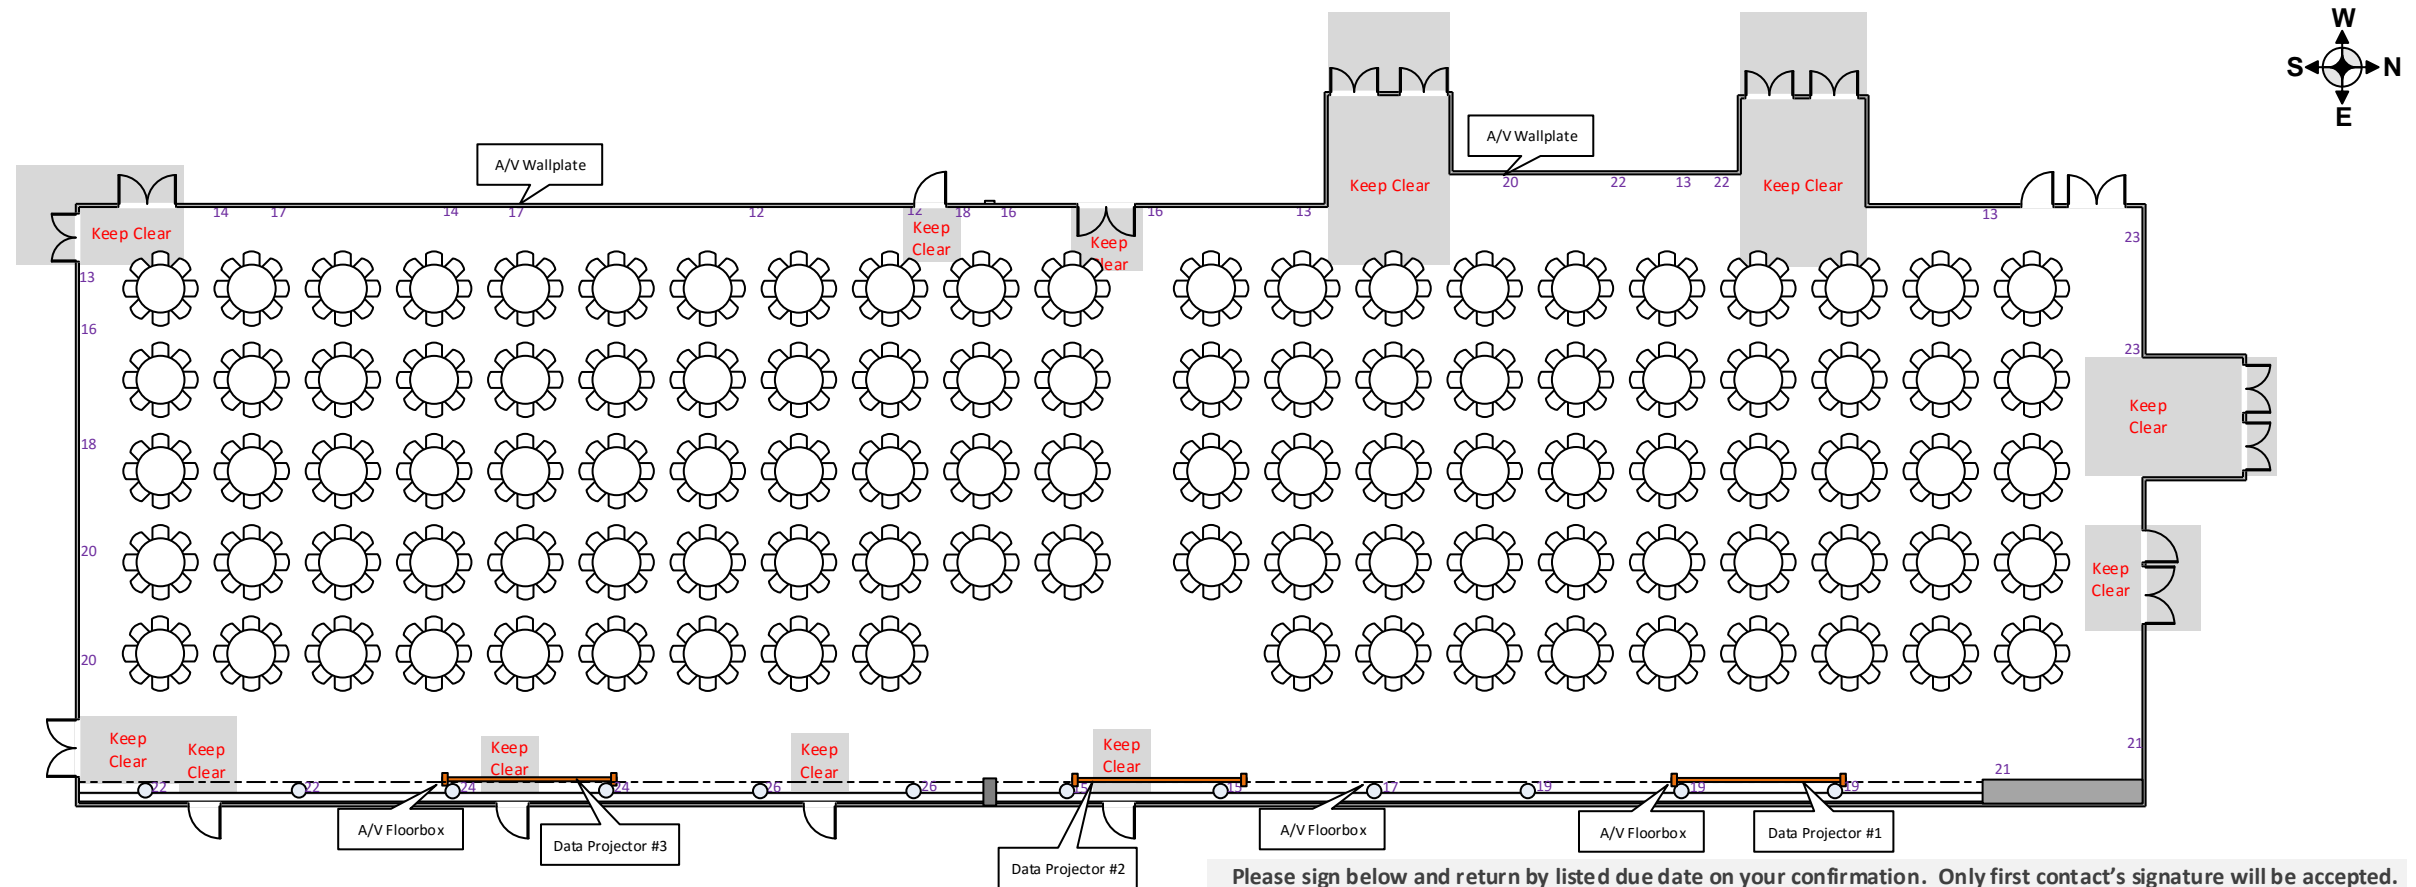 W
S N
E
A/V Wallplate
A/V Wallplate
Keep Clear
Keep Clear
20 22 13 22
14 17 14 17 12 12 18 16 16 13 13
Keep Clear
Keep
Clear
Keep
Clear
23
13
16
23
Keep
Clear
18
20
Keep
Clear
20
Keep
Clear
Keep
Clear
Keep
Clear
Keep
Clear
Keep
Clear
21
21
22 22 24 24 26 26 15 15 17 19 19 19
A/V Floorbox
Data Projector #3
Data Projector #2
A/V Floorbox
A/V Floorbox
Data Projector #1
Please sign below and return by listed due date on your confirmation. Only first contact's signature will be accepted.